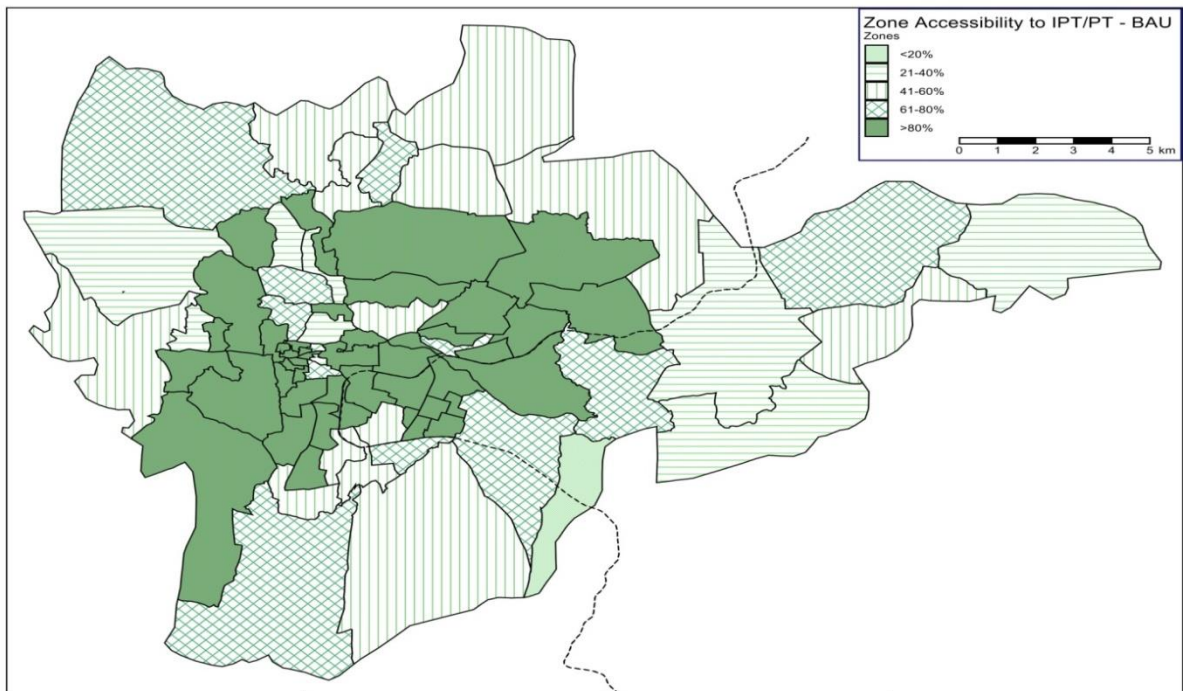 Zone Accessibility to IPT/PT - BAU
Zones
<20%
21-40%
41-60%
61-80%
>80%
0 1 2 3 4 5 km